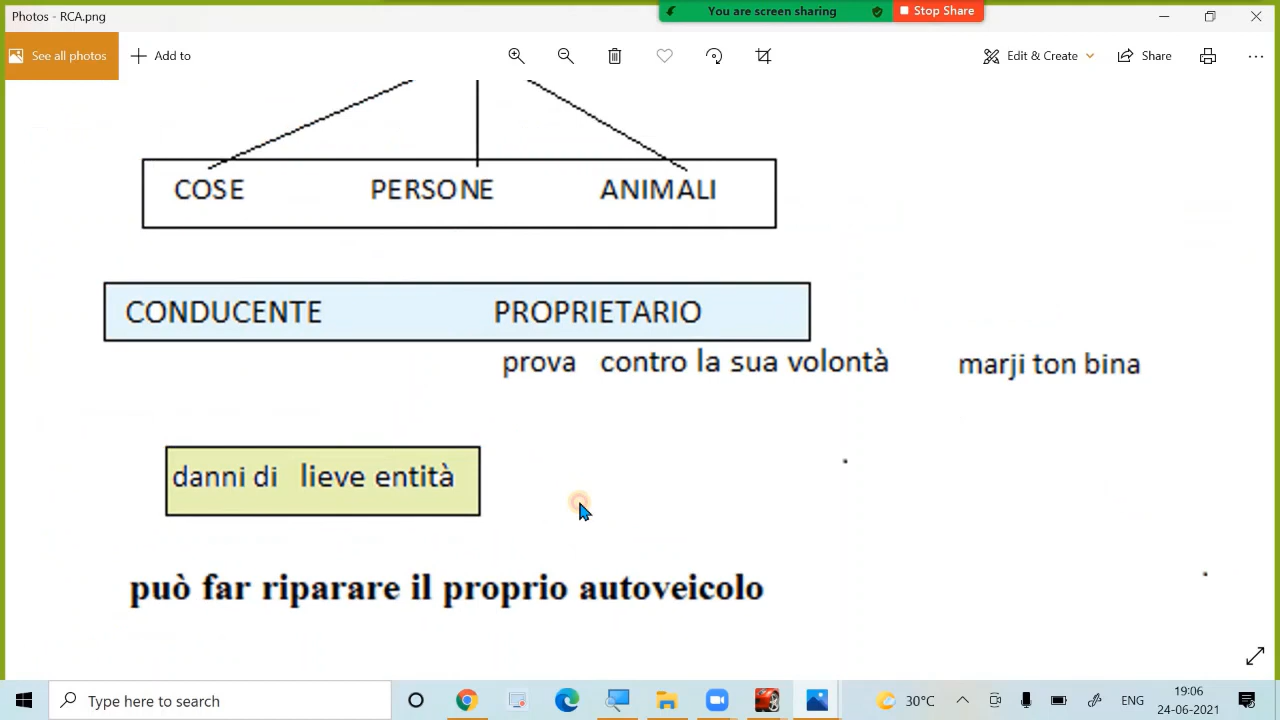 Photos - RCA.png
You are screen sharing
Stop Share
See all photos
Add to
Edit & Create
Share
COSE PERSONE ANIMALI
CONDUCENTE PROPRIETARIO
prova contro la sua volontà marji ton bina
danni di lieve entità
può far riparare il proprio autoveicolo
Type here to search
30°C
ENG
19:06
24-06-2021